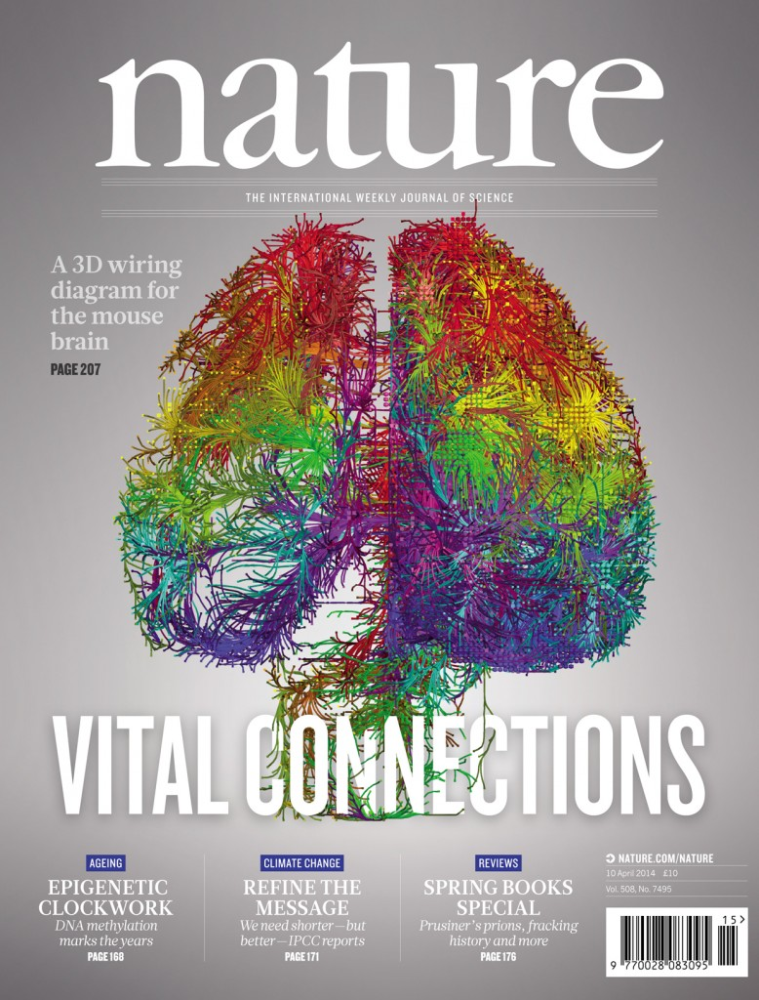 nature
THE INTERNATIONAL WEEKLY JOURNAL OF SCIENCE
A 3D wiring
diagram for
the mouse
brain
PAGE 207
VITAL CONNECTIONS
AGEING
EPIGENETIC
CLOCKWORK
DNA methylation
marks the years
PAGE 168
CLIMATE CHANGE
REFINE THE
MESSAGE
We need shorter—but
better—IPCC reports
PAGE 171
REVIEWS
SPRING BOOKS
SPECIAL
Prusiner's prions, fracking
history and more
PAGE 176
NATURE.COM/NATURE
10 April 2014 £10
Vol. 508, No. 7495
15
9 770028 083095